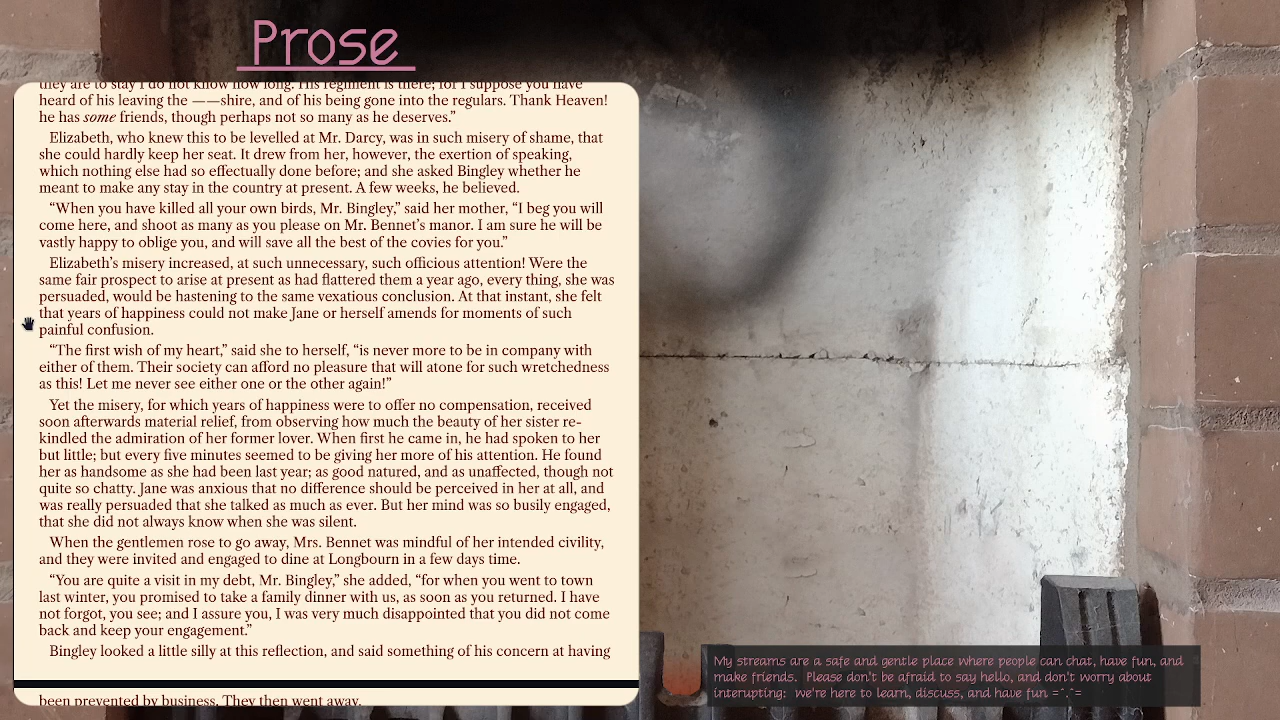 Prose
they are to stay I do not know how long. His regiment is there; for I suppose you have
heard of his leaving the ——shire, and of his being gone into the regulars. Thank Heaven!
he has some friends, though perhaps not so many as he deserves.”
Elizabeth, who knew this to be levelled at Mr. Darcy, was in such misery of shame, that
she could hardly keep her seat. It drew from her, however, the exertion of speaking,
which nothing else had so effectually done before; and she asked Bingley whether he
meant to make any stay in the country at present. A few weeks, he believed.
“When you have killed all your own birds, Mr. Bingley,” said her mother, “I beg you will
come here, and shoot as many as you please on Mr. Bennet’s manor. I am sure he will be
vastly happy to oblige you, and will save all the best of the covies for you.”
Elizabeth’s misery increased, at such unnecessary, such officious attention! Were the
same fair prospect to arise at present as had flattered them a year ago, every thing, she was
persuaded, would be hastening to the same vexatious conclusion. At that instant, she felt
that years of happiness could not make Jane or herself amends for moments of such
painful confusion.
“The first wish of my heart,” said she to herself, “is never more to be in company with
either of them. Their society can afford no pleasure that will atone for such wretchedness
as this! Let me never see either one or the other again!”
Yet the misery, for which years of happiness were to offer no compensation, received
soon afterwards material relief, from observing how much the beauty of her sister re-
kindled the admiration of her former lover. When first he came in, he had spoken to her
but little; but every five minutes seemed to be giving her more of his attention. He found
her as handsome as she had been last year; as good natured, and as unaffected, though not
quite so chatty. Jane was anxious that no difference should be perceived in her at all, and
was really persuaded that she talked as much as ever. But her mind was so busily engaged,
that she did not always know when she was silent.
When the gentlemen rose to go away, Mrs. Bennet was mindful of her intended civility,
and they were invited and engaged to dine at Longbourn in a few days time.
“You are quite a visit in my debt, Mr. Bingley,” she added, “for when you went to town
last winter, you promised to take a family dinner with us, as soon as you returned. I have
not forgot, you see; and I assure you, I was very much disappointed that you did not come
back and keep your engagement.”
Bingley looked a little silly at this reflection, and said something of his concern at having
been prevented by business. They then went away.
My streams are a safe and gentle place where people can chat, have fun, and
make friends. Please don't be afraid to say hello, and don't worry about
interupting: we're here to learn, discuss, and have fun =^.^=